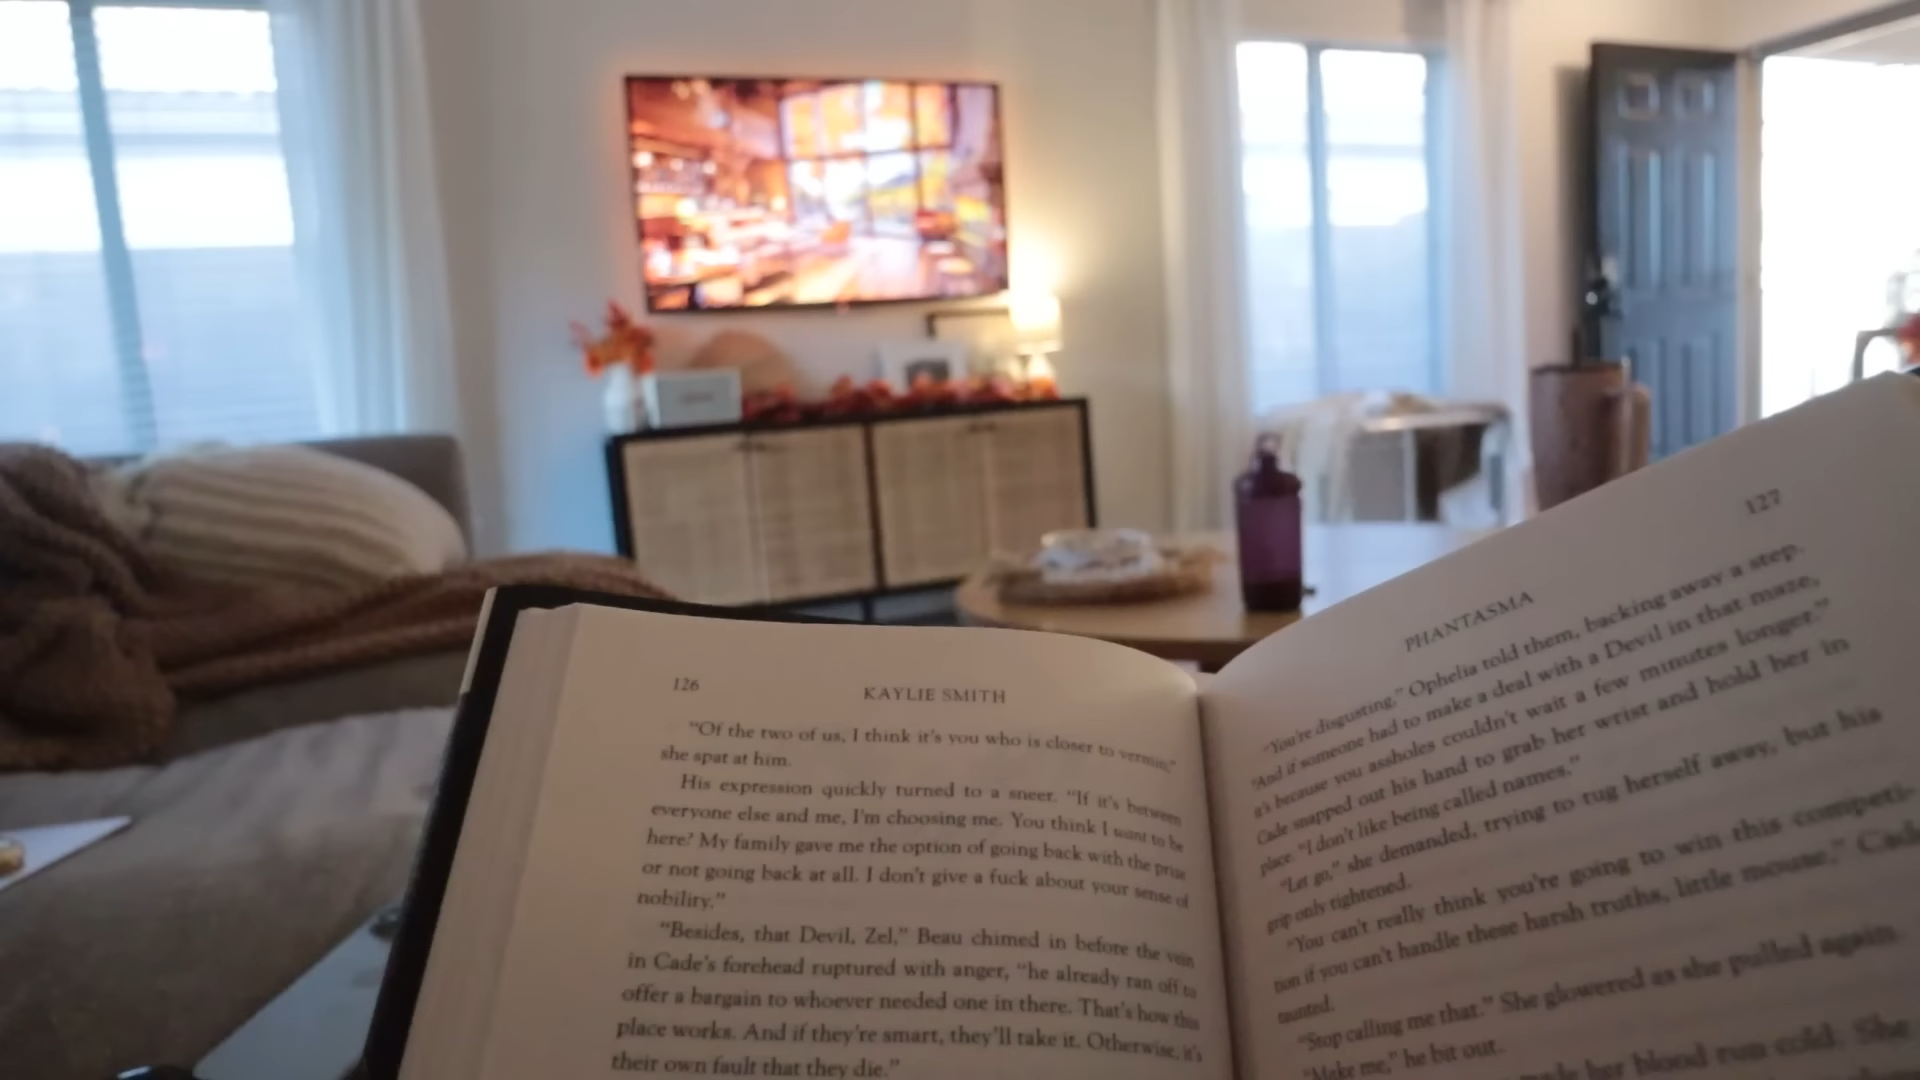 126
KAYLIE SMITH
“Of the two of us, I think it’s you who is closer to vermin,”
she spat at him.
His expression quickly turned to a sneer. “If it’s between
everyone else and me, I’m choosing me. You think I want to be
here? My family gave me the option of going back with the prize
or not going back at all. I don’t give a fuck about your sense of
nobility.”
“Besides, that Devil, Zel,” Beau chimed in before the vein
in Cade’s forehead ruptured with anger, “he already ran off to
offer a bargain to whoever needed one in there. That’s how this
place works. And if they’re smart, they’ll take it. Otherwise, it’s
their own fault that they die.”
127
PHANTASMA
“You’re disgusting,” Ophelia told them, backing away a step.
“And if someone had to make a deal with a Devil in that maze,
it’s because you assholes couldn’t wait a few minutes longer.”
Cade snapped out his hand to grab her wrist and hold her in
place. “I don’t like being called names.”
“Let go,” she demanded, trying to tug herself away, but his
grip only tightened.
“You can’t really think you’re going to win this competi-
tion if you can’t handle these harsh truths, little mouse,” Cade
taunted.
“Stop calling me that.” She glowered as she pulled again.
“Make me,” he bit out.
made her blood run cold. She